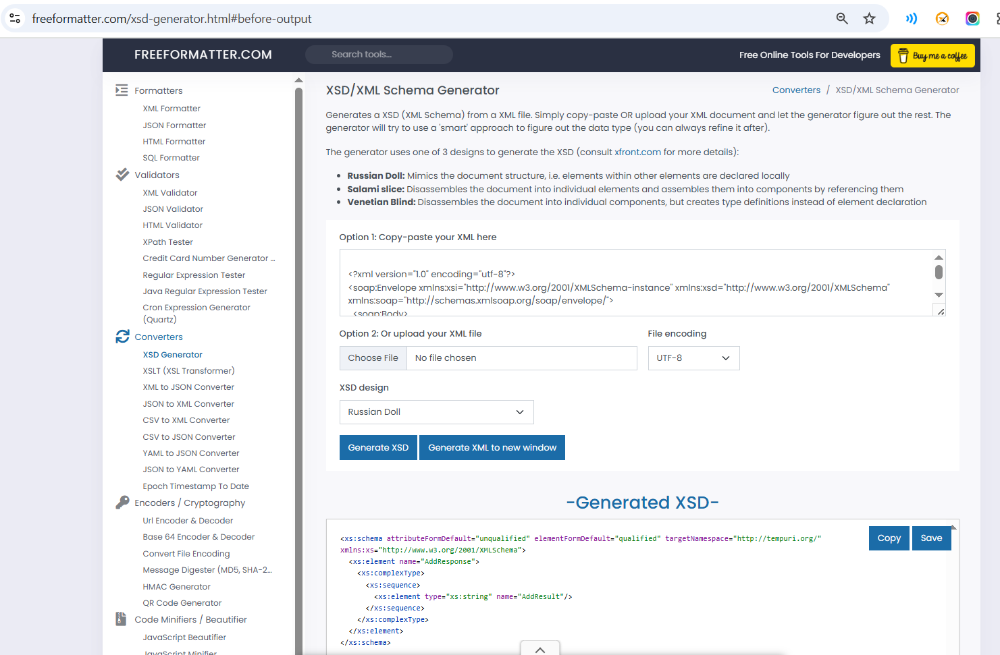 freeformatter.com/xsd-generator.html#before-output
FREEFORMATTER.COM
Search tools...
Free Online Tools For Developers
Buy me a coffee
Formatters
XML Formatter
JSON Formatter
HTML Formatter
SQL Formatter
Validators
XML Validator
JSON Validator
HTML Validator
XPath Tester
Credit Card Number Generator ...
Regular Expression Tester
Java Regular Expression Tester
Cron Expression Generator
(Quartz)
Converters
XSD Generator
XSLT (XSL Transformer)
XML to JSON Converter
JSON to XML Converter
CSV to XML Converter
CSV to JSON Converter
YAML to JSON Converter
JSON to YAML Converter
Epoch Timestamp To Date
Encoders / Cryptography
Url Encoder & Decoder
Base 64 Encoder & Decoder
Convert File Encoding
Message Digester (MD5, SHA-2...
HMAC Generator
QR Code Generator
Code Minifiers / Beautifier
JavaScript Beautifier
JavaScript Minifier
XSD/XML Schema Generator
Converters / XSD/XML Schema Generator
Generates a XSD (XML Schema) from a XML file. Simply copy-paste OR upload your XML document and let the generator figure out the rest. The
generator will try to use a 'smart' approach to figure out the data type (you can always refine it after).
The generator uses one of 3 designs to generate the XSD (consult xfront.com for more details):
• Russian Doll: Mimics the document structure, i.e. elements within other elements are declared locally
• Salami slice: Disassembles the document into individual elements and assembles them into components by referencing them
• Venetian Blind: Disassembles the document into individual components, but creates type definitions instead of element declaration
Option 1: Copy-paste your XML here
<?xml version="1.0" encoding="utf-8"?>
<soap:Envelope xmlns:xsi="http://www.w3.org/2001/XMLSchema-instance" xmlns:xsd="http://www.w3.org/2001/XMLSchema"
xmlns:soap="http://schemas.xmlsoap.org/soap/envelope/">
<soap:Body>
Option 2: Or upload your XML file
File encoding
Choose File No file chosen
UTF-8
XSD design
Russian Doll
Generate XSD
Generate XML to new window
-Generated XSD-
Copy
Save
<xs:schema attributeFormDefault="unqualified" elementFormDefault="qualified" targetNamespace="http://tempuri.org/"
xmlns:xs="http://www.w3.org/2001/XMLSchema">
<xs:element name="AddResponse">
<xs:complexType>
<xs:sequence>
<xs:element type="xs:string" name="AddResult"/>
</xs:sequence>
</xs:complexType>
</xs:element>
</xs:schema>